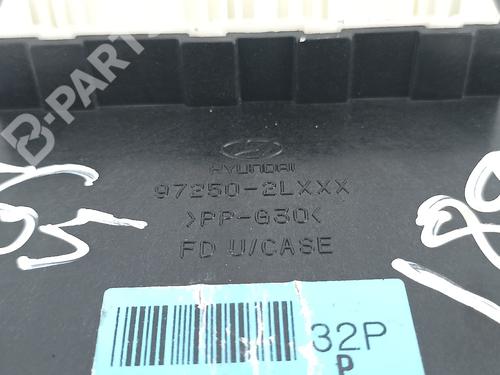 B-PARTS
HYUNDAI
97250-2LXXX
>PP-G30<
FD U/CASE
32P
P